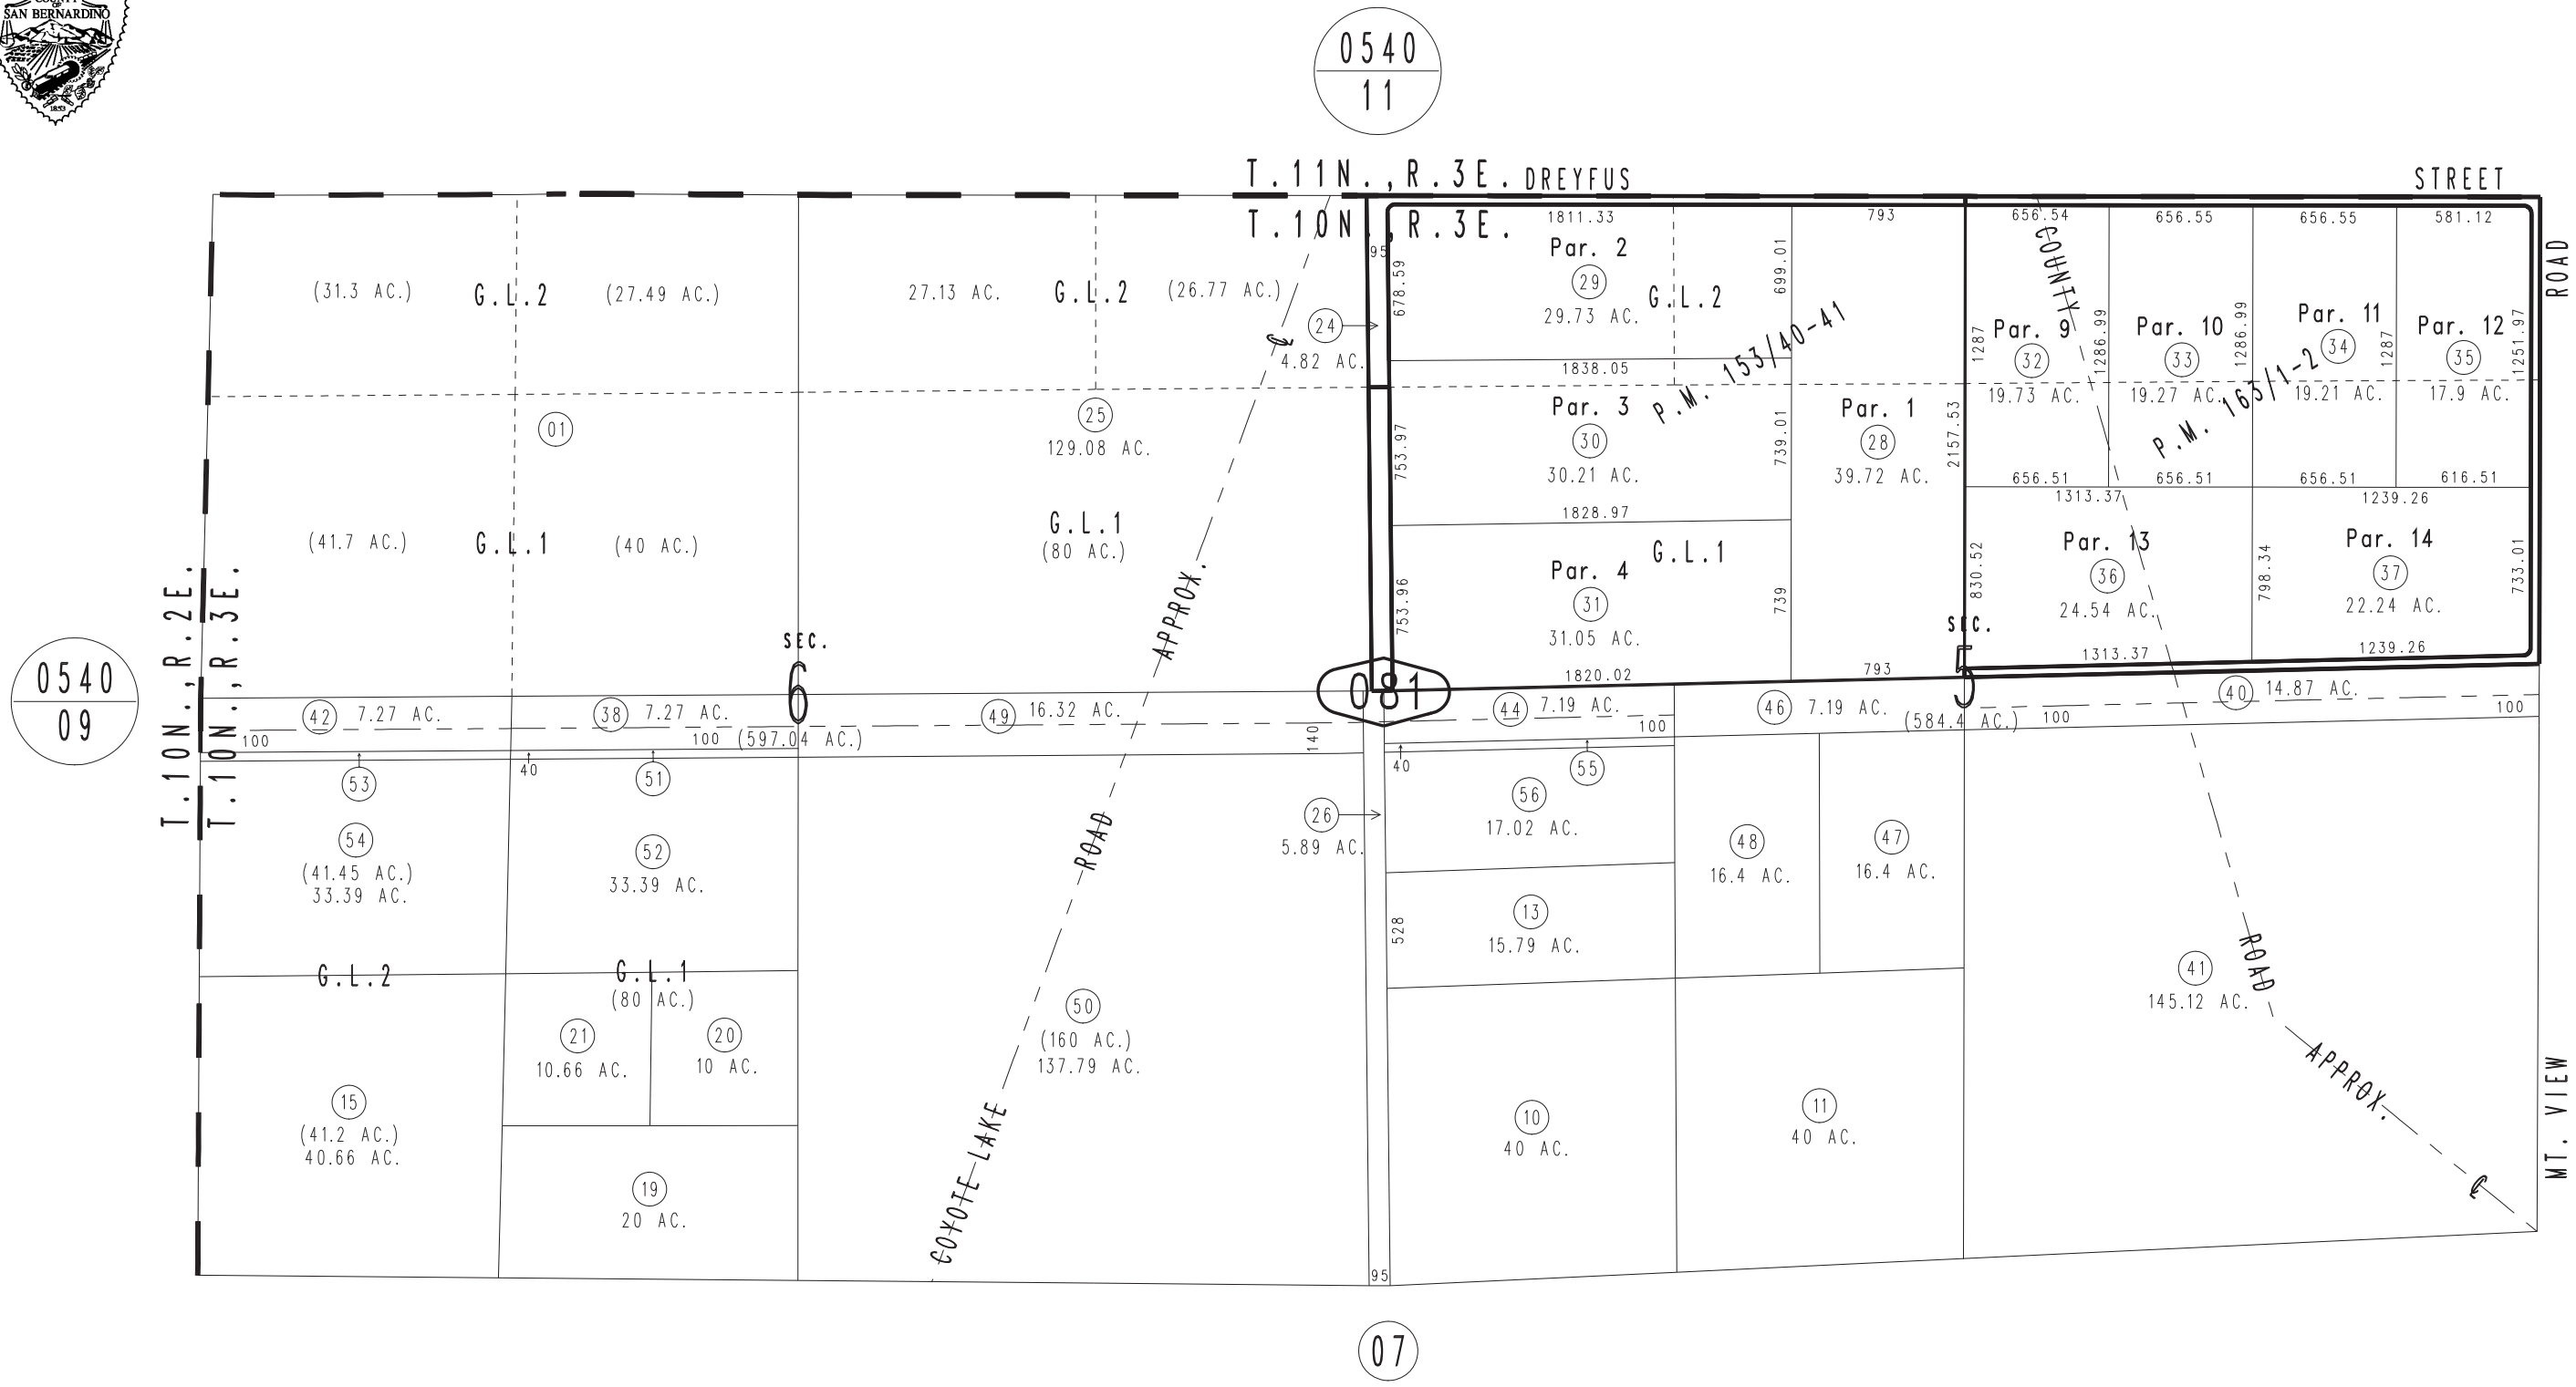 COUNTY
OF
SAN BERNARDINO
1853
0540
11
T.11N.,R.3E.
DREYFUS
STREET
T.10N.,R.3E.
1811.33
793
656.54
656.55
656.55
581.12
95
678.59
Par. 2
29
29.73 AC.
G.L.2
699.01
COUNTY
ROAD
(31.3 AC.)
G.L.2
(27.49 AC.)
27.13 AC.
G.L.2
(26.77 AC.)
24
4.82 AC.
1838.05
P.M. 153/40-41
1287
Par. 9
32
19.73 AC.
1286.99
Par. 10
33
19.27 AC.
1286.99
Par. 11
34
19.21 AC.
1287
Par. 12
35
17.9 AC.
1251.97
P.M. 163/1-2
01
25
129.08 AC.
753.97
Par. 3
30
30.21 AC.
739.01
Par. 1
28
39.72 AC.
2157.53
656.51
656.51
656.51
616.51
1313.37
1239.26
1828.97
(41.7 AC.)
G.L.1
(40 AC.)
G.L.1
(80 AC.)
APPROX.
753.96
Par. 4
31
31.05 AC.
G.L.1
739
830.52
Par. 13
36
24.54 AC.
798.34
Par. 14
37
22.24 AC.
733.01
T.10N.,R.2E.
T.10N.,R.3E.
0540
09
SEC.
6
081
1820.02
793
SEC.
5
1313.37
1239.26
42
7.27 AC.
38
7.27 AC.
49
16.32 AC.
44
7.19 AC.
46
7.19 AC.
40
14.87 AC.
100
100
(597.04 AC.)
140
100
(584.4 AC.)
100
100
53
40
51
40
55
26
5.89 AC.
56
17.02 AC.
ROAD
54
(41.45 AC.)
33.39 AC.
52
33.39 AC.
48
16.4 AC.
47
16.4 AC.
528
13
15.79 AC.
G.L.2
G.L.1
(80 AC.)
41
145.12 AC.
ROAD
21
10.66 AC.
20
10 AC.
50
(160 AC.)
137.79 AC.
15
(41.2 AC.)
40.66 AC.
COYOTE LAKE
10
40 AC.
11
40 AC.
APPROX.
MT. VIEW
19
20 AC.
95
07